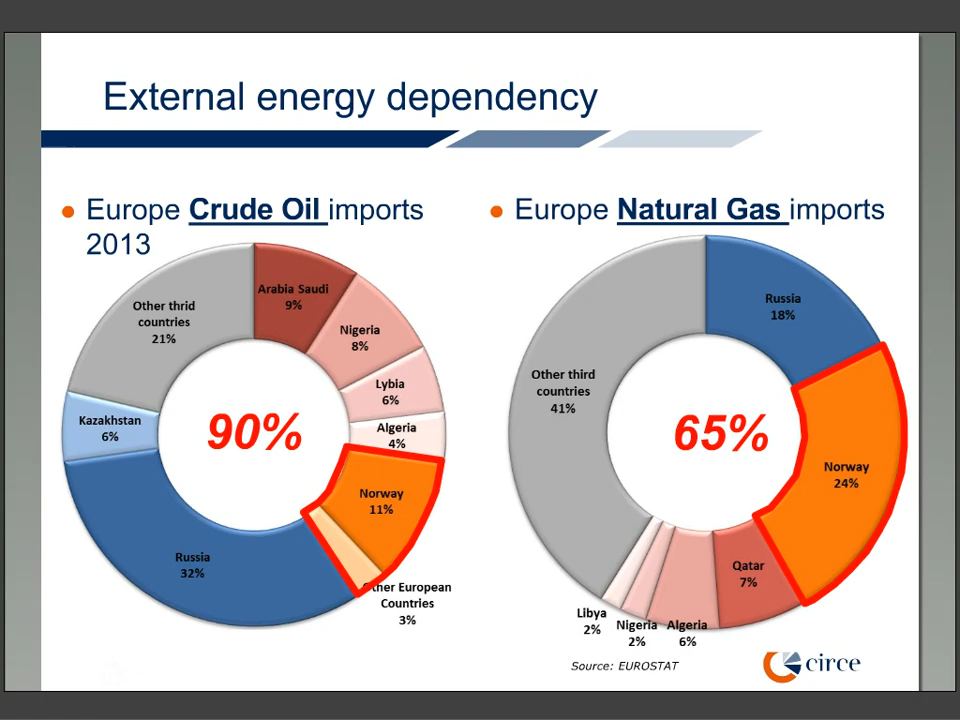 External energy dependency
● Europe Crude Oil imports
2013
● Europe Natural Gas imports
Arabia Saudi
9%
Nigeria
8%
Lybia
6%
Algeria
4%
Norway
11%
Other European
Countries
3%
Russia
32%
Kazakhstan
6%
Other thrid
countries
21%
90%
Russia
18%
Norway
24%
Qatar
7%
Algeria
6%
Nigeria
2%
Libya
2%
Other third
countries
41%
65%
Source: EUROSTAT
circe